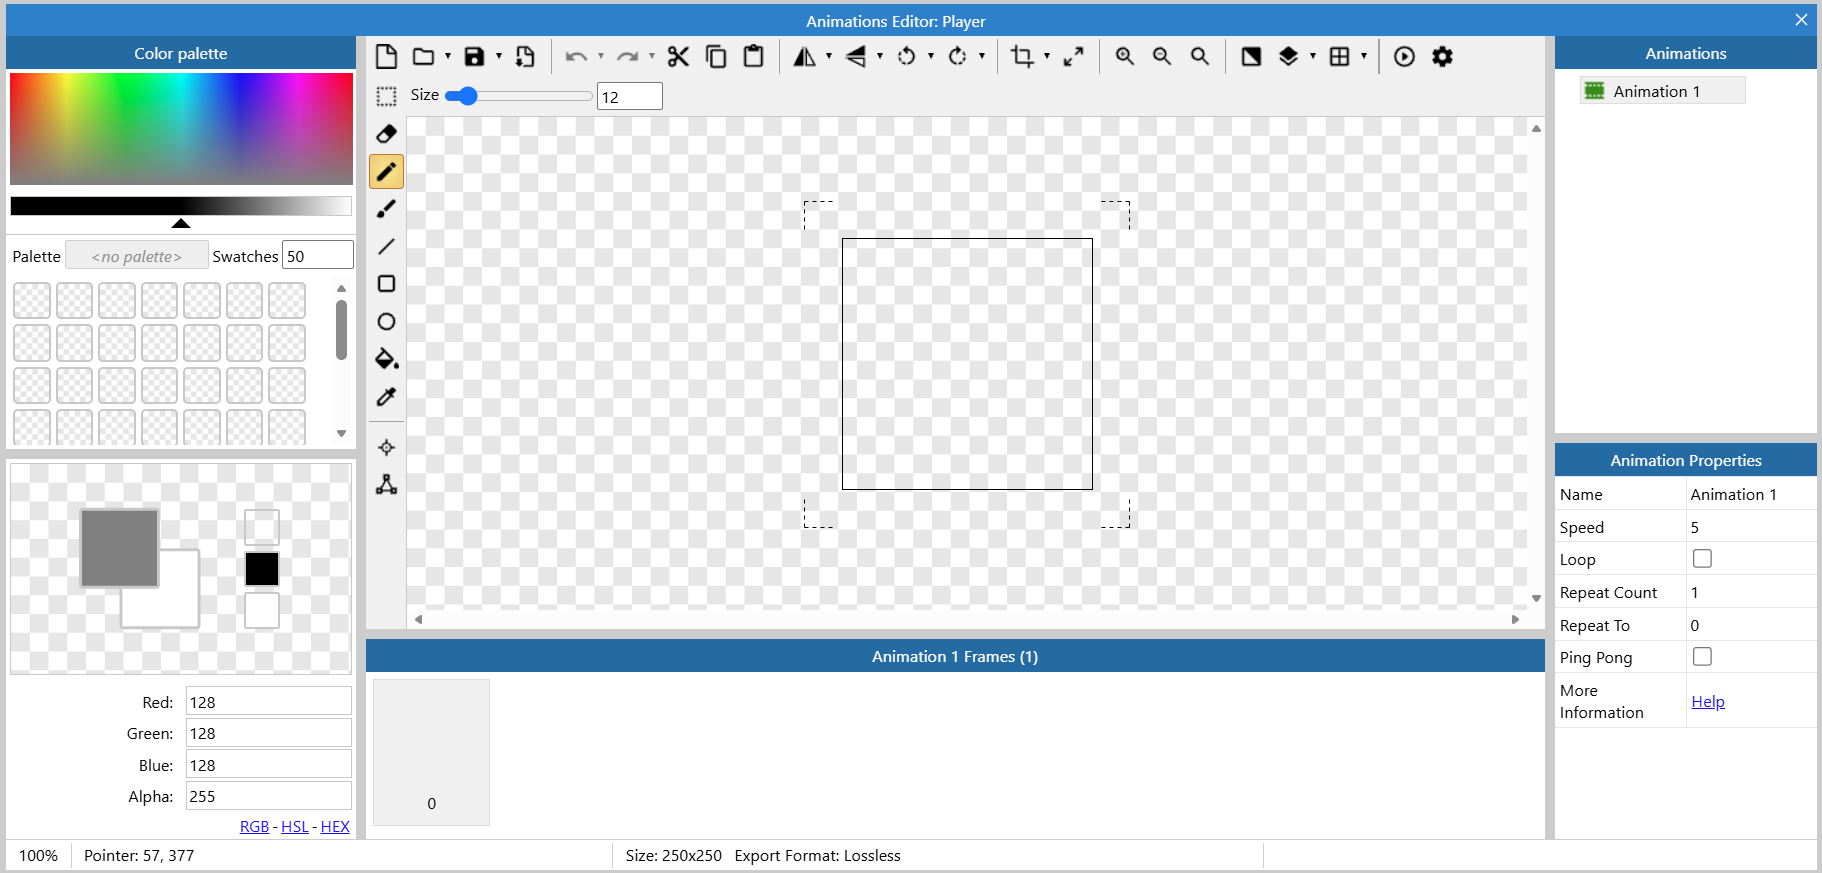 Animations Editor: Player
Color palette
Palette <no palette> Swatches 50
Red: 128
Green: 128
Blue: 128
Alpha: 255
RGB - HSL - HEX
Size 12
Animation 1 Frames (1)
0
Animations
Animation 1
Animation Properties
Name Animation 1
Speed 5
Loop
Repeat Count 1
Repeat To 0
Ping Pong
More
Information
Help
100% Pointer: 57, 377 Size: 250x250 Export Format: Lossless